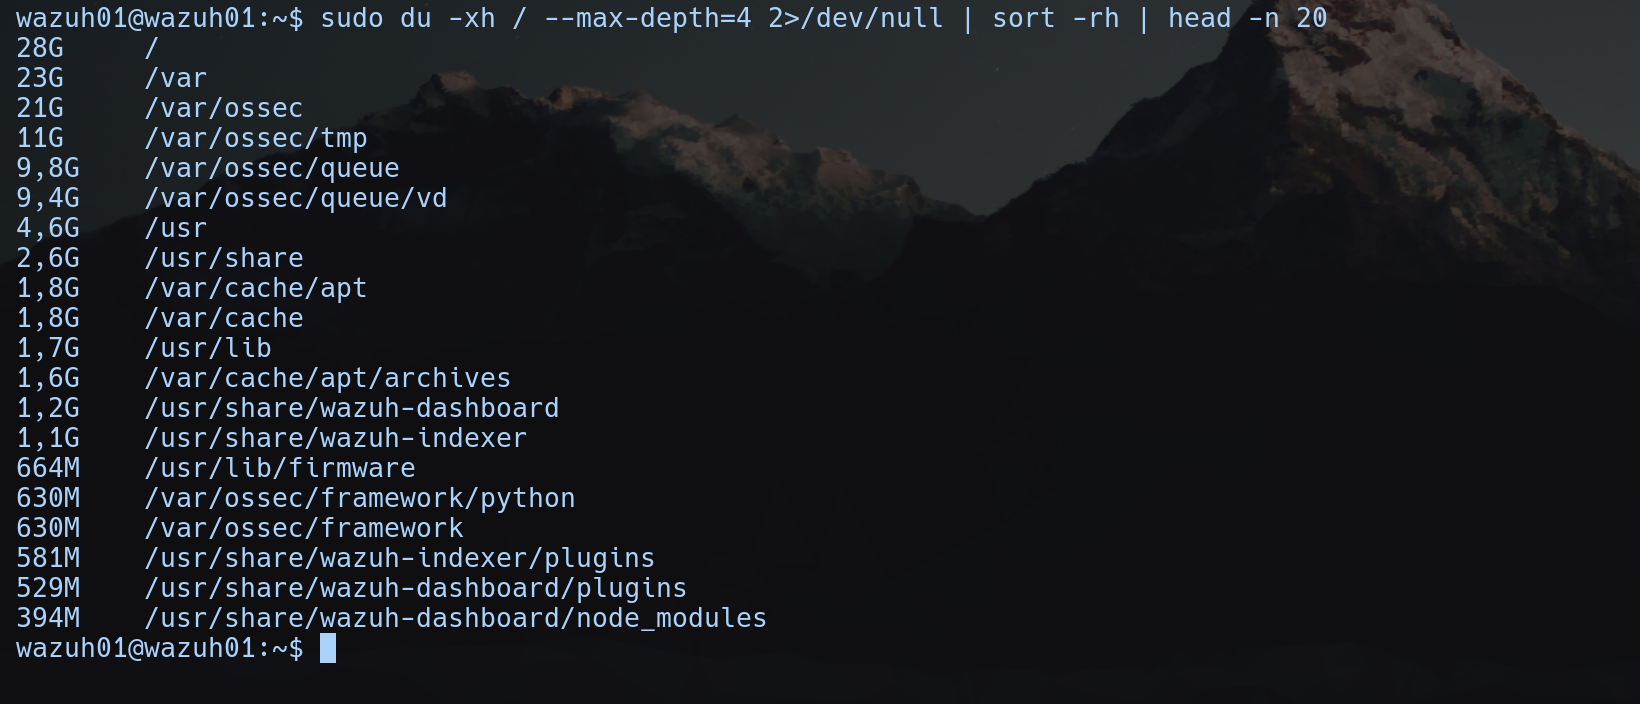 wazuh01@wazuh01:~$ sudo du -xh / --max-depth=4 2>/dev/null | sort -rh | head -n 20
28G     /
23G     /var
21G     /var/ossec
11G     /var/ossec/tmp
9,8G    /var/ossec/queue
9,4G    /var/ossec/queue/vd
4,6G    /usr
2,6G    /usr/share
1,8G    /var/cache/apt
1,8G    /var/cache
1,7G    /usr/lib
1,6G    /var/cache/apt/archives
1,2G    /usr/share/wazuh-dashboard
1,1G    /usr/share/wazuh-indexer
664M    /usr/lib/firmware
630M    /var/ossec/framework/python
630M    /var/ossec/framework
581M    /usr/share/wazuh-indexer/plugins
529M    /usr/share/wazuh-dashboard/plugins
394M    /usr/share/wazuh-dashboard/node_modules
wazuh01@wazuh01:~$